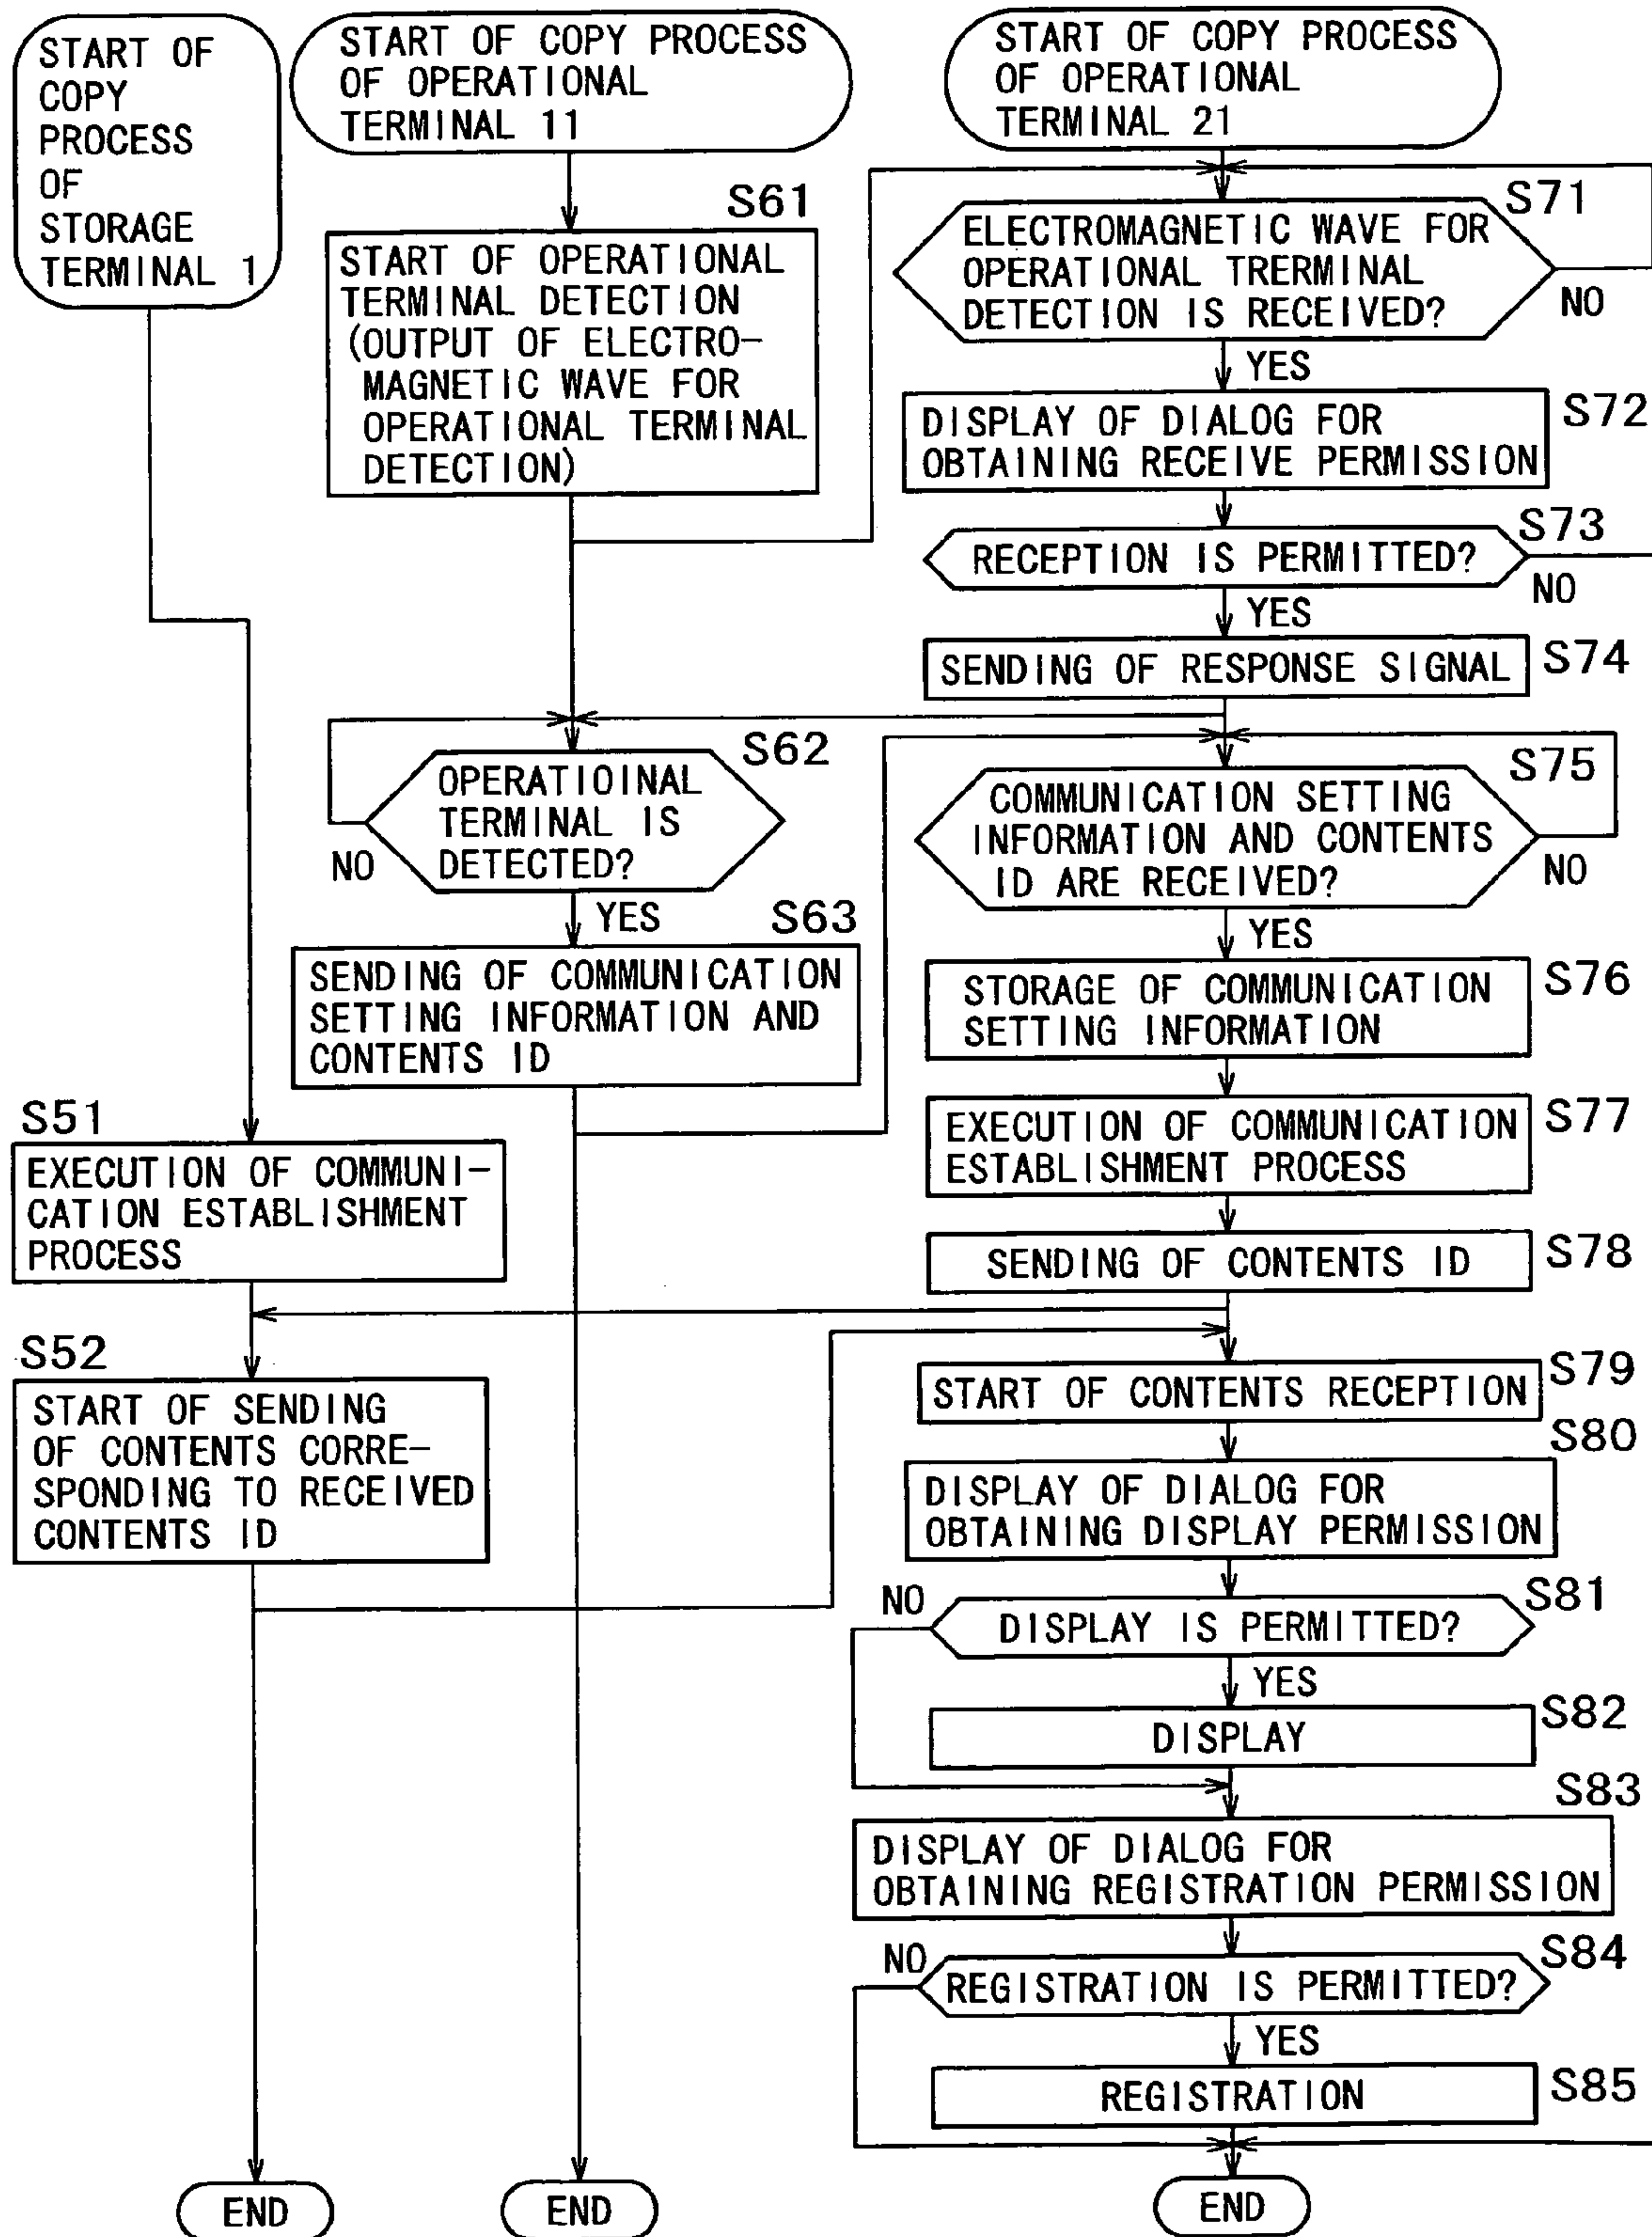 START OF
COPY
PROCESS
OF
STORAGE
TERMINAL 1
START OF COPY PROCESS
OF OPERATIONAL
TERMINAL 11
START OF COPY PROCESS
OF OPERATIONAL
TERMINAL 21
S61
START OF OPERATIONAL
TERMINAL DETECTION
(OUTPUT OF ELECTRO-
MAGNETIC WAVE FOR
OPERATIONAL TERMINAL
DETECTION)
S71
ELECTROMAGNETIC WAVE FOR
OPERATIONAL TRERMINAL
DETECTION IS RECEIVED?
NO
YES
S72
DISPLAY OF DIALOG FOR
OBTAINING RECEIVE PERMISSION
S73
RECEPTION IS PERMITTED?
NO
YES
SENDING OF RESPONSE SIGNAL
S74
S62
OPERATIOINAL
TERMINAL IS
DETECTED?
NO
YES
S63
SENDING OF COMMUNICATION
SETTING INFORMATION AND
CONTENTS ID
S75
COMMUNICATION SETTING
INFORMATION AND CONTENTS
ID ARE RECEIVED?
NO
YES
STORAGE OF COMMUNICATION
SETTING INFORMATION
S76
EXECUTION OF COMMUNICATION
ESTABLISHMENT PROCESS
S77
SENDING OF CONTENTS ID
S78
S51
EXECUTION OF COMMUNI-
CATION ESTABLISHMENT
PROCESS
S52
START OF SENDING
OF CONTENTS CORRE-
SPONDING TO RECEIVED
CONTENTS ID
START OF CONTENTS RECEPTION
S79
S80
DISPLAY OF DIALOG FOR
OBTAINING DISPLAY PERMISSION
NO
S81
DISPLAY IS PERMITTED?
YES
S82
DISPLAY
S83
DISPLAY OF DIALOG FOR
OBTAINING REGISTRATION PERMISSION
NO
S84
REGISTRATION IS PERMITTED?
YES
REGISTRATION
S85
END
END
END